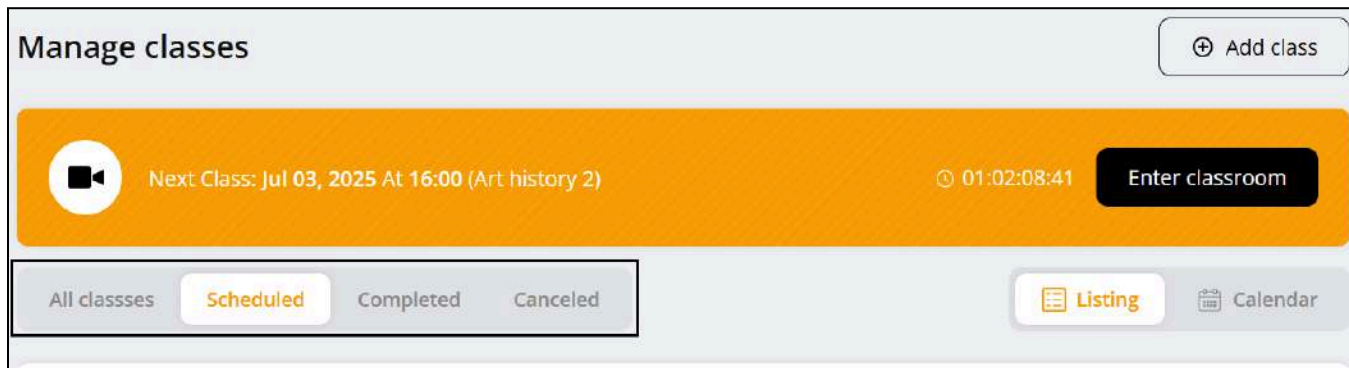 Manage classes
Add class
Next Class: Jul 03, 2025 At 16:00 (Art history 2)
01:02:08:41
Enter classroom
All classses
Scheduled
Completed
Canceled
Listing
Calendar